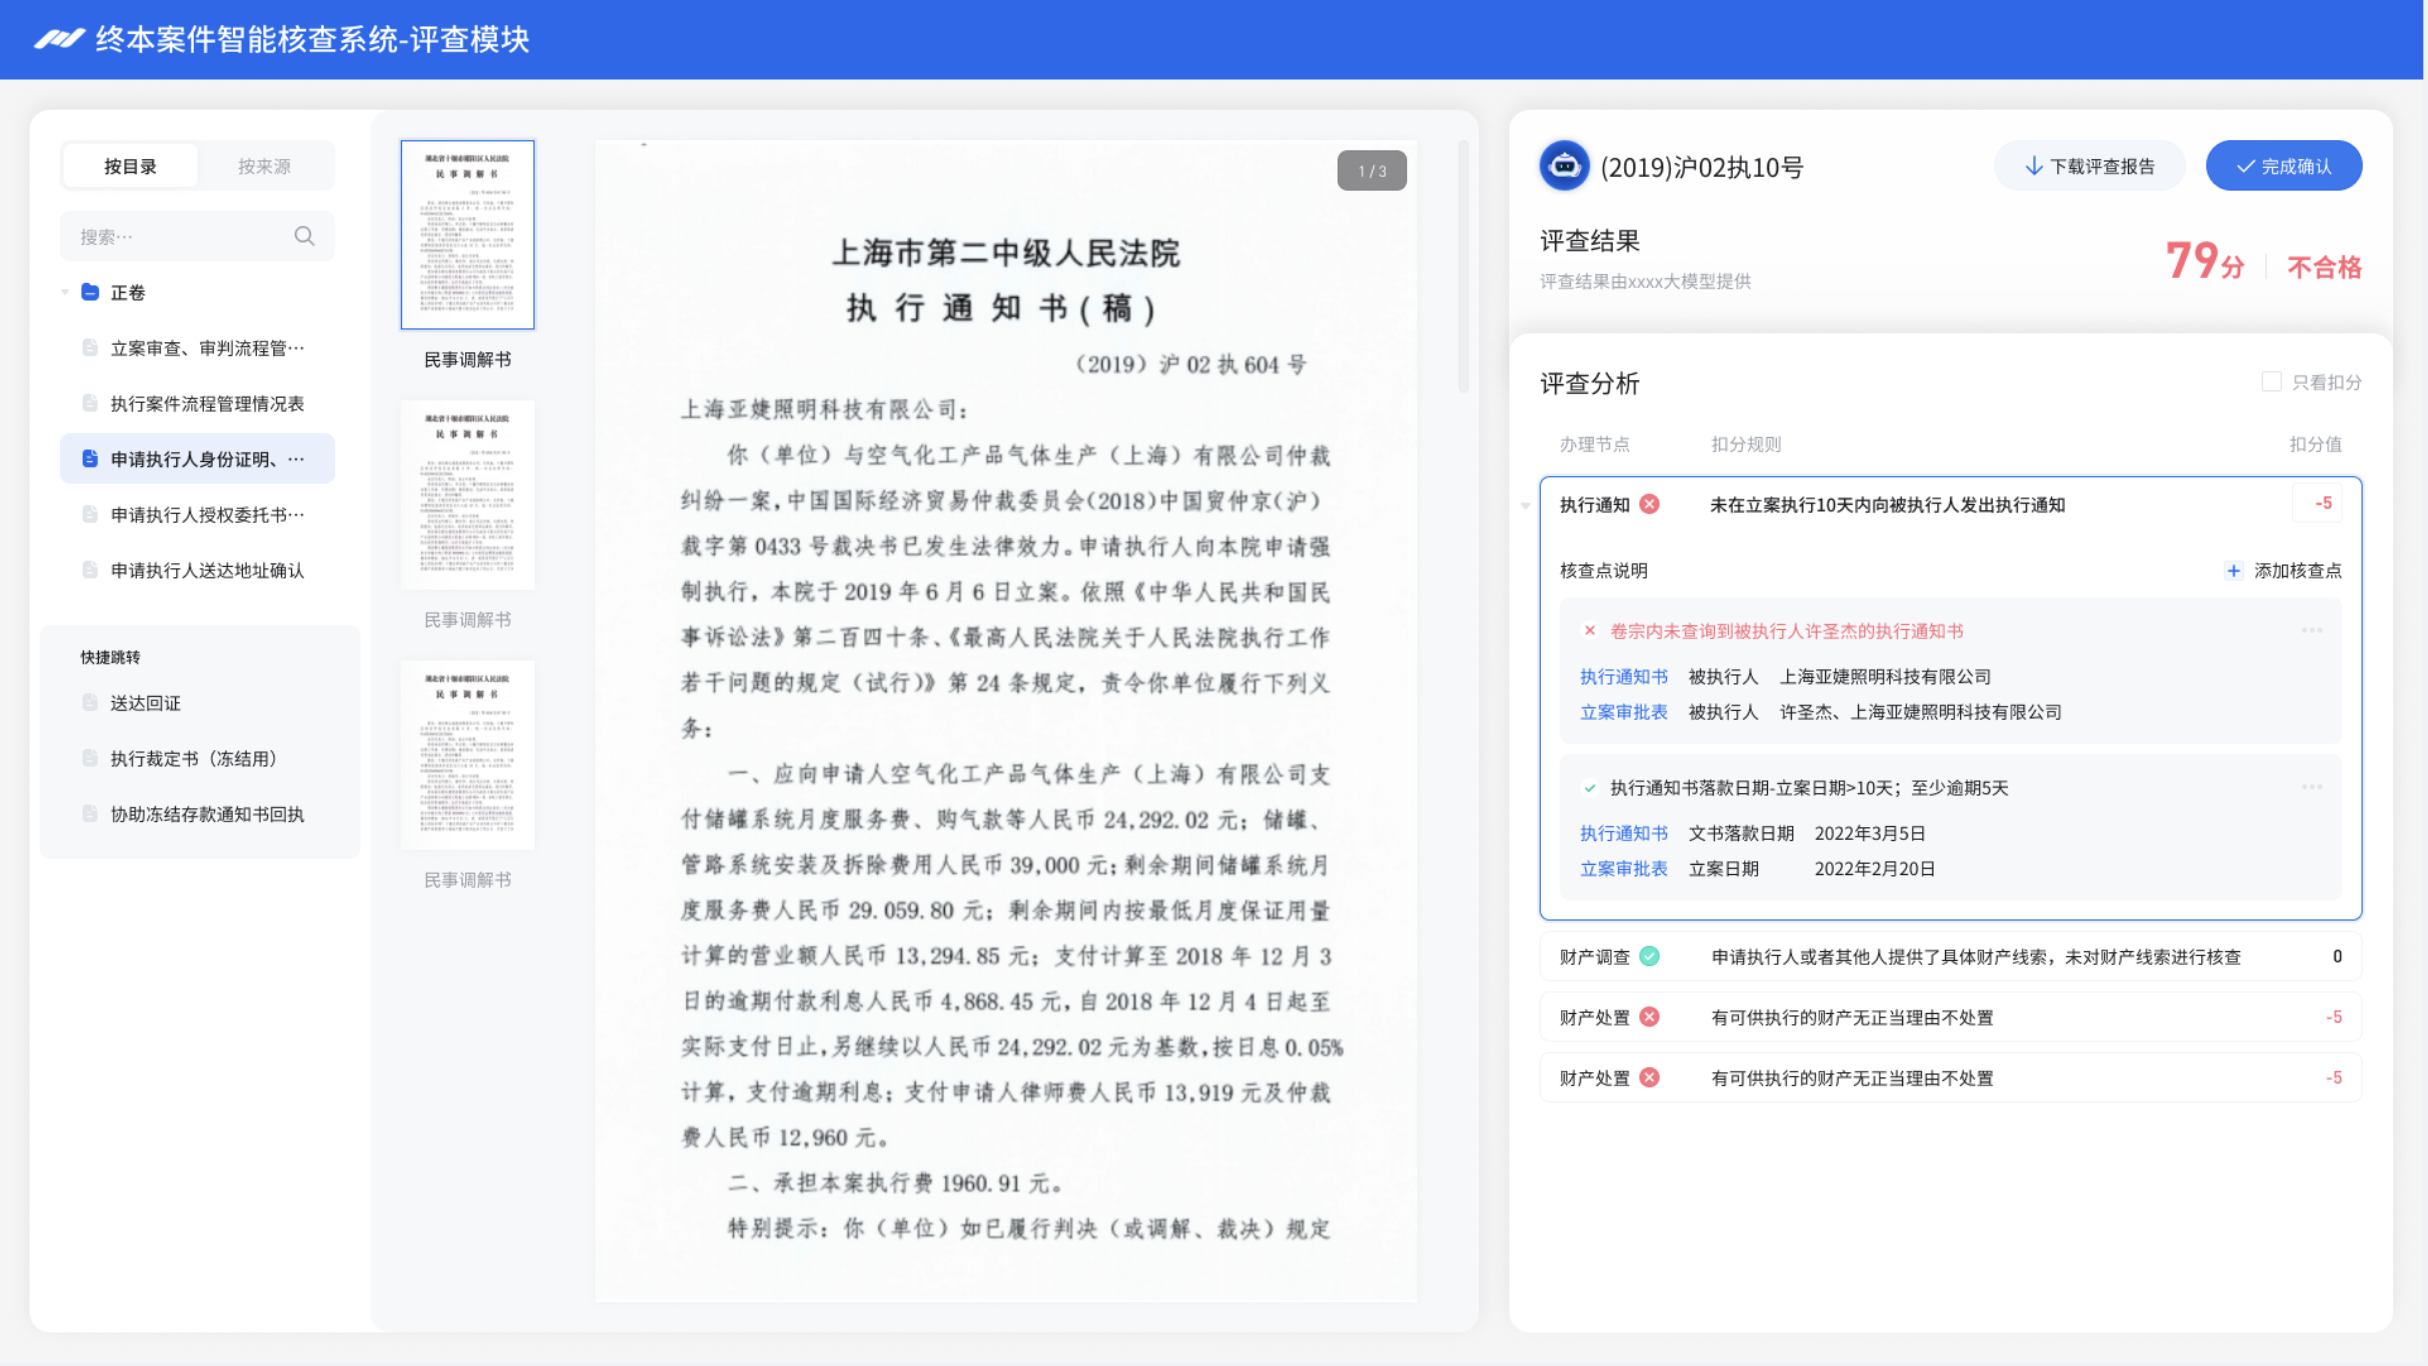 终本案件智能核查系统-评查模块
按目录
按来源
搜索…
正卷
立案审查、审判流程管…
执行案件流程管理情况表
申请执行人身份证明、…
申请执行人授权委托书…
申请执行人送达地址确认
快捷跳转
送达回证
执行裁定书（冻结用）
协助冻结存款通知书回执
民事调解书
民事调解书
民事调解书
1 / 3
上海市第二中级人民法院
执行通知书(稿)
（2019）沪 02 执 604 号
上海亚婕照明科技有限公司：
你（单位）与空气化工产品气体生产（上海）有限公司仲裁
纠纷一案，中国国际经济贸易仲裁委员会(2018)中国贸仲京(沪)
裁字第 0433 号裁决书已发生法律效力。申请执行人向本院申请强
制执行，本院于 2019 年 6 月 6 日立案。依照《中华人民共和国民
事诉讼法》第二百四十条、《最高人民法院关于人民法院执行工作
若干问题的规定（试行）》第 24 条规定，责令你单位履行下列义
务：
一、应向申请人空气化工产品气体生产（上海）有限公司支
付储罐系统月度服务费、购气款等人民币 24,292.02 元；储罐、
管路系统安装及拆除费用人民币 39,000 元；剩余期间储罐系统月
度服务费人民币 29.059.80 元；剩余期间内按最低月度保证用量
计算的营业额人民币 13,294.85 元；支付计算至 2018 年 12 月 3
日的逾期付款利息人民币 4,868.45 元，自 2018 年 12 月 4 日起至
实际支付日止，另继续以人民币 24,292.02 元为基数，按日息 0.05%
计算，支付逾期利息；支付申请人律师费人民币 13,919 元及仲裁
费人民币 12,960 元。
二、承担本案执行费 1960.91 元。
特别提示：你（单位）如已履行判决（或调解、裁决）规定
(2019)沪02执10号
下载评查报告
完成确认
评查结果
评查结果由xxxx大模型提供
79分
不合格
评查分析
只看扣分
办理节点 扣分规则 扣分值
执行通知 未在立案执行10天内向被执行人发出执行通知 -5
核查点说明
添加核查点
卷宗内未查询到被执行人许圣杰的执行通知书
执行通知书 被执行人 上海亚婕照明科技有限公司
立案审批表 被执行人 许圣杰、上海亚婕照明科技有限公司
执行通知书落款日期-立案日期>10天；至少逾期5天
执行通知书 文书落款日期 2022年3月5日
立案审批表 立案日期 2022年2月20日
财产调查 申请执行人或者其他人提供了具体财产线索，未对财产线索进行核查 0
财产处置 有可供执行的财产无正当理由不处置 -5
财产处置 有可供执行的财产无正当理由不处置 -5